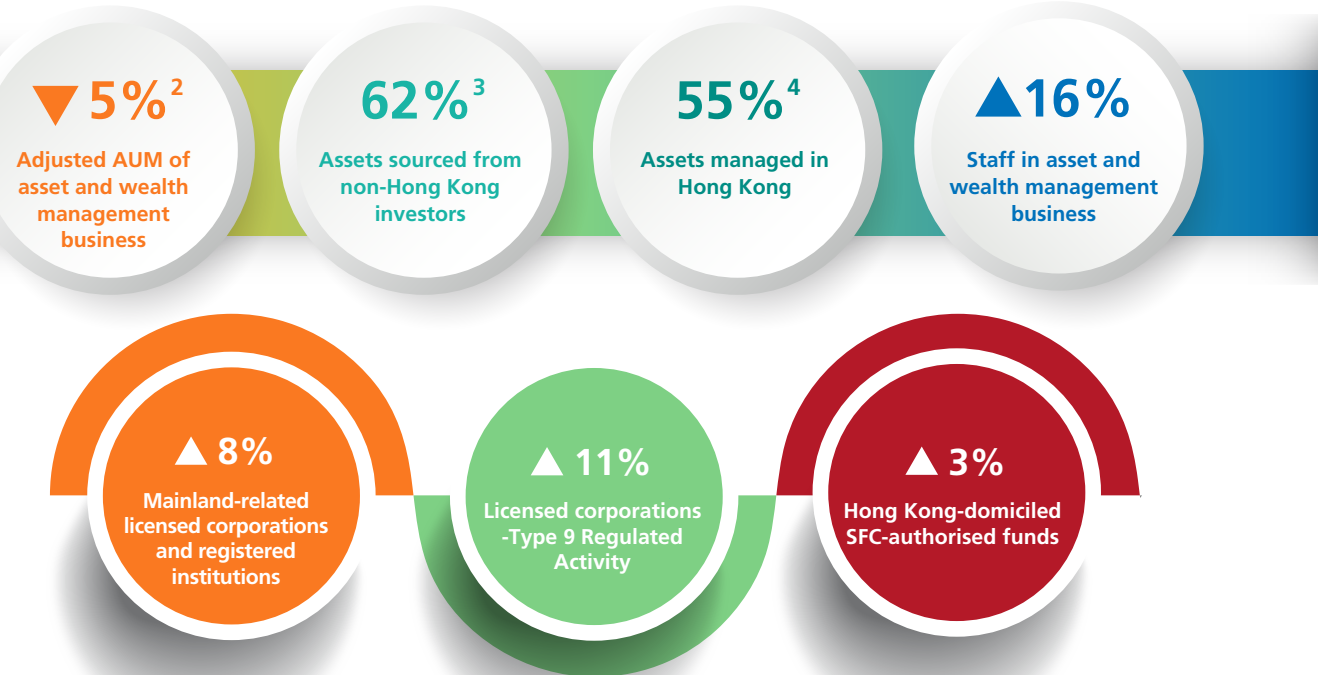 ▼ 5%²
Adjusted AUM of
asset and wealth
management
business
62%³
Assets sourced from
non-Hong Kong
investors
55%⁴
Assets managed in
Hong Kong
▲16%
Staff in asset and
wealth management
business
▲ 8%
Mainland-related
licensed corporations
and registered
institutions
▲ 11%
Licensed corporations
-Type 9 Regulated
Activity
▲ 3%
Hong Kong-domiciled
SFC-authorised funds